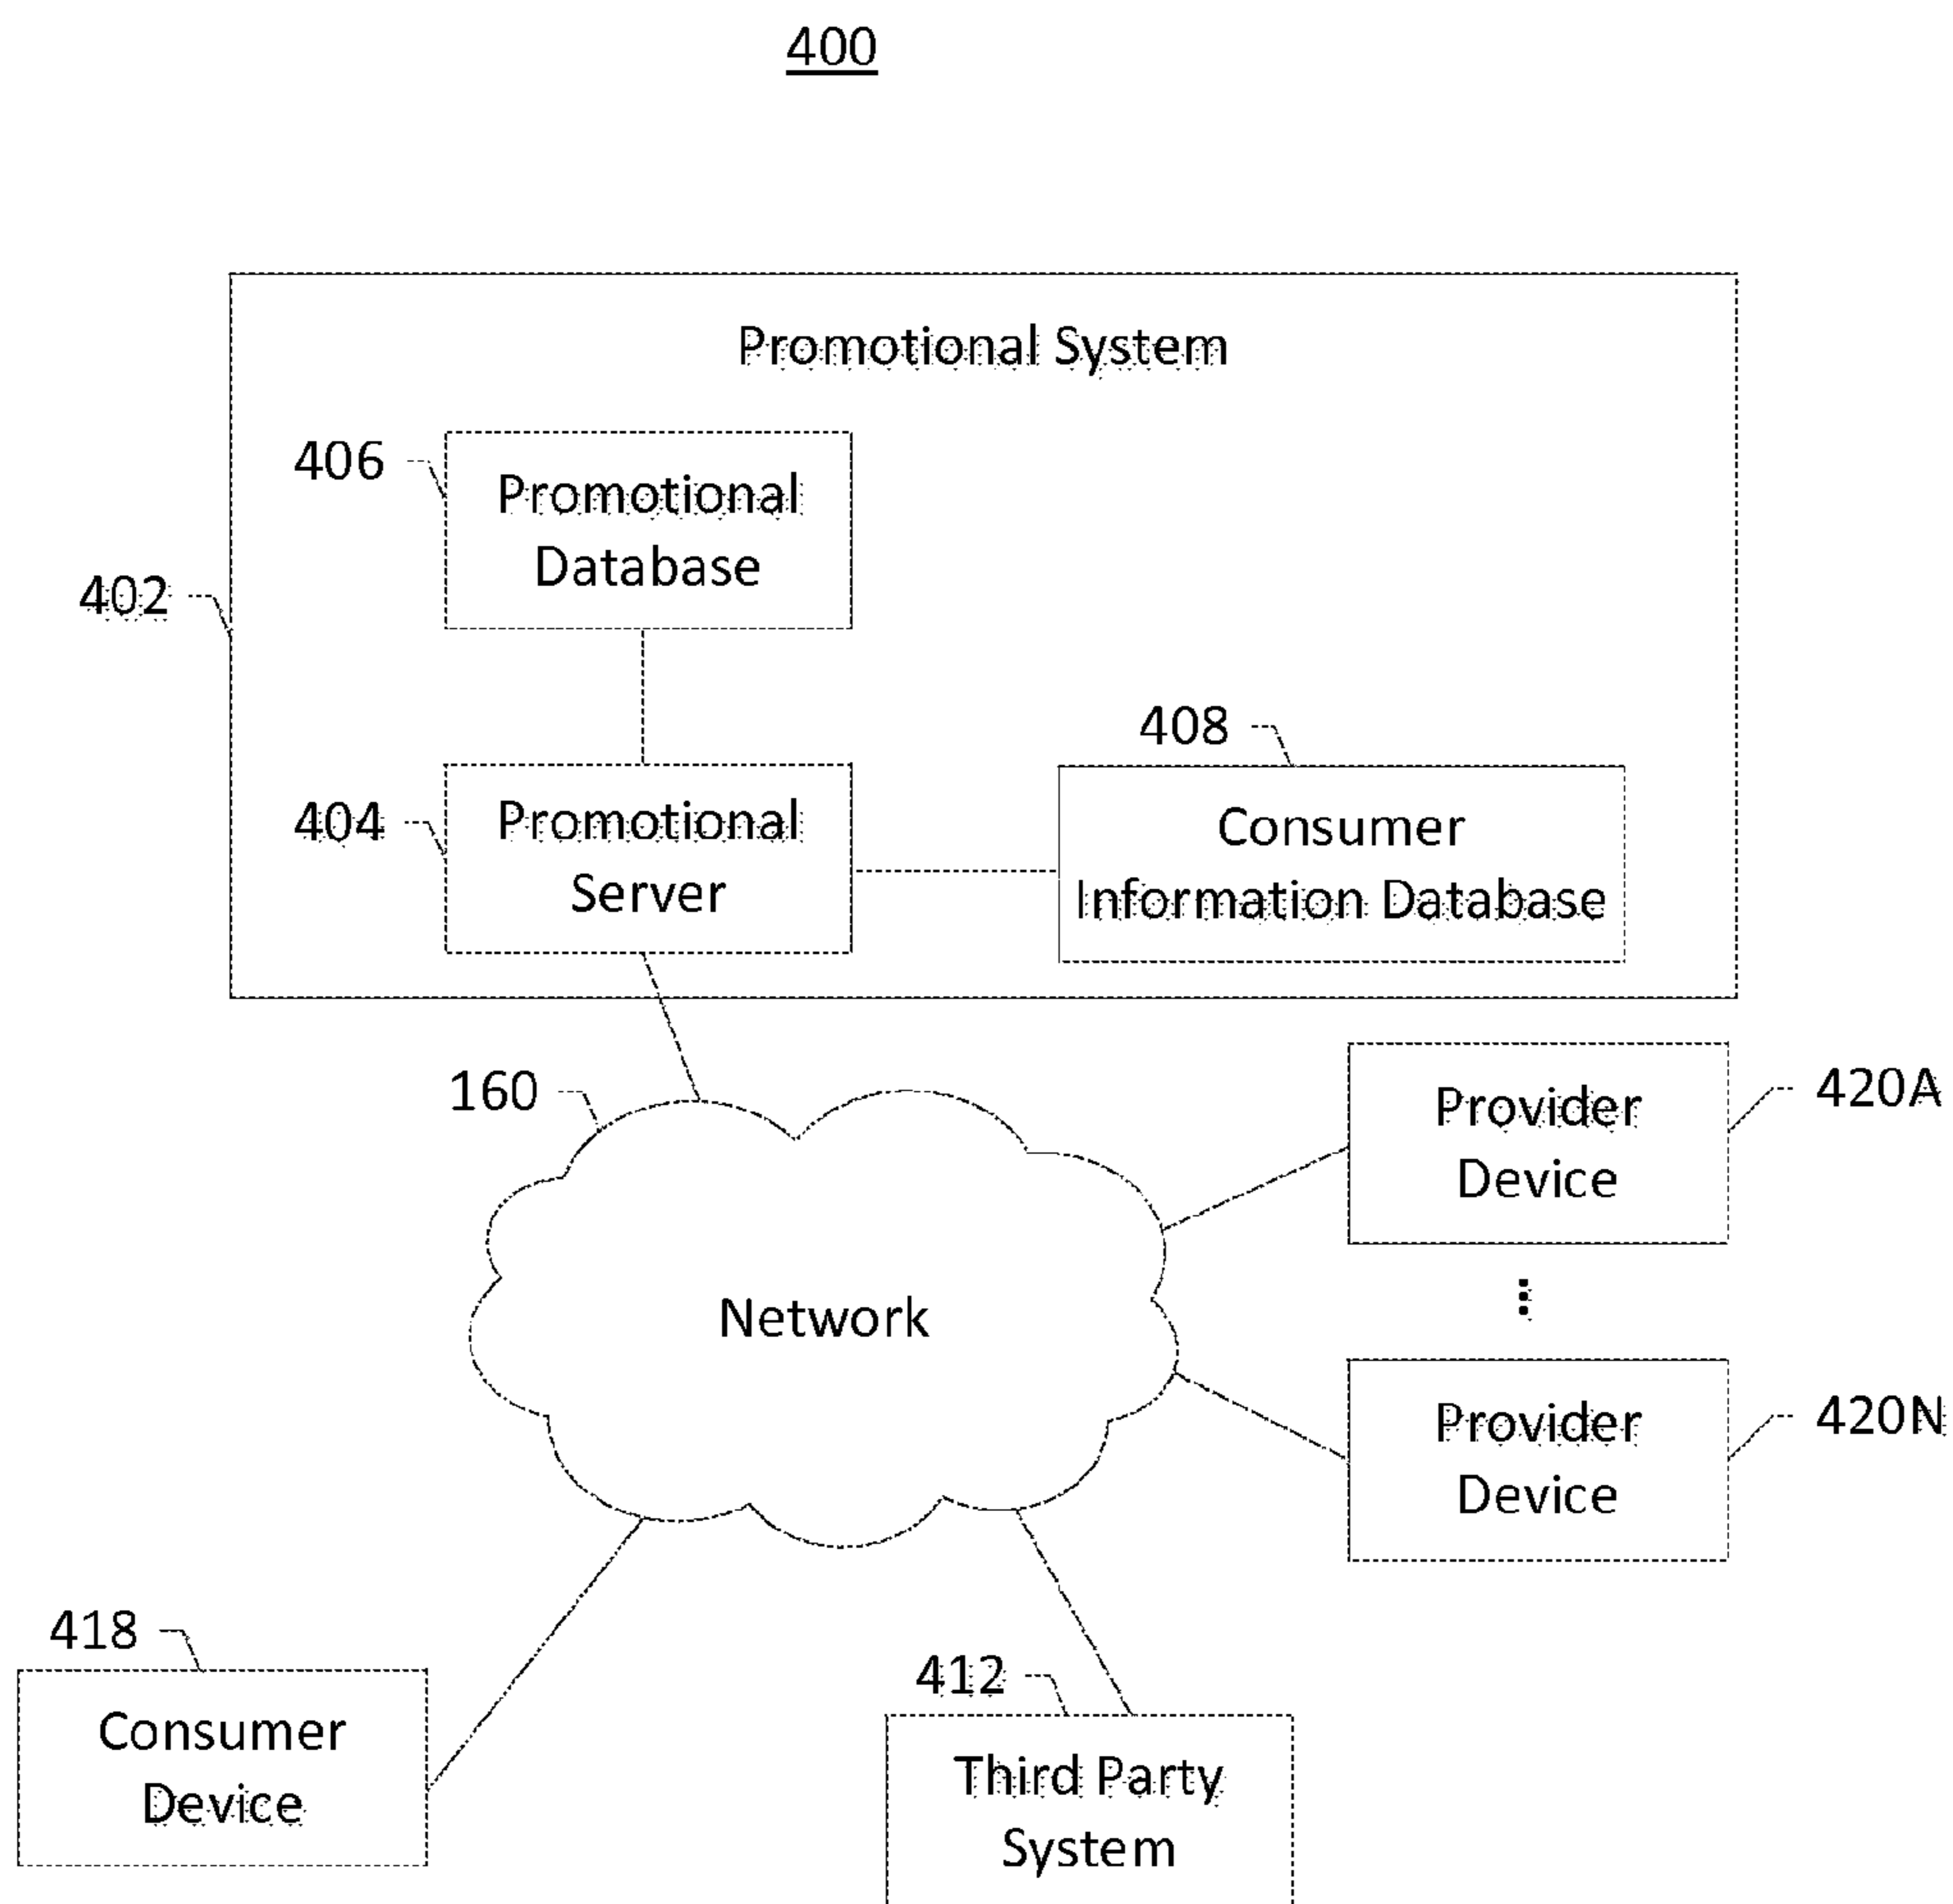 400
Promotional System
406
Promotional
Database
402
408
404
Promotional
Server
Consumer
Information Database
160
Provider
Device
420A
Network
Provider
Device
420N
418
Consumer
Device
412
Third Party
System